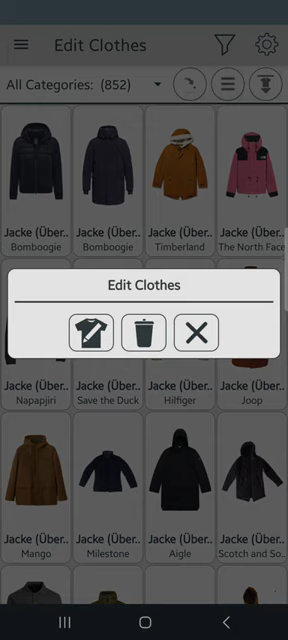 Edit Clothes
All Categories: (852)
Jacke (Über.. Jacke (Über.. Jacke (Über.. Jacke (Über..
Bomboogie Bomboogie Timberland The North Face
Edit Clothes
Jacke (Über.. Jacke (Über.. Jacke (Über.. Jacke (Über..
Napapjiri Save the Duck Hilfiger Joop
Jacke (Über.. Jacke (Über.. Jacke (Über.. Jacke (Über..
Mango Milestone Aigle Scotch and So..